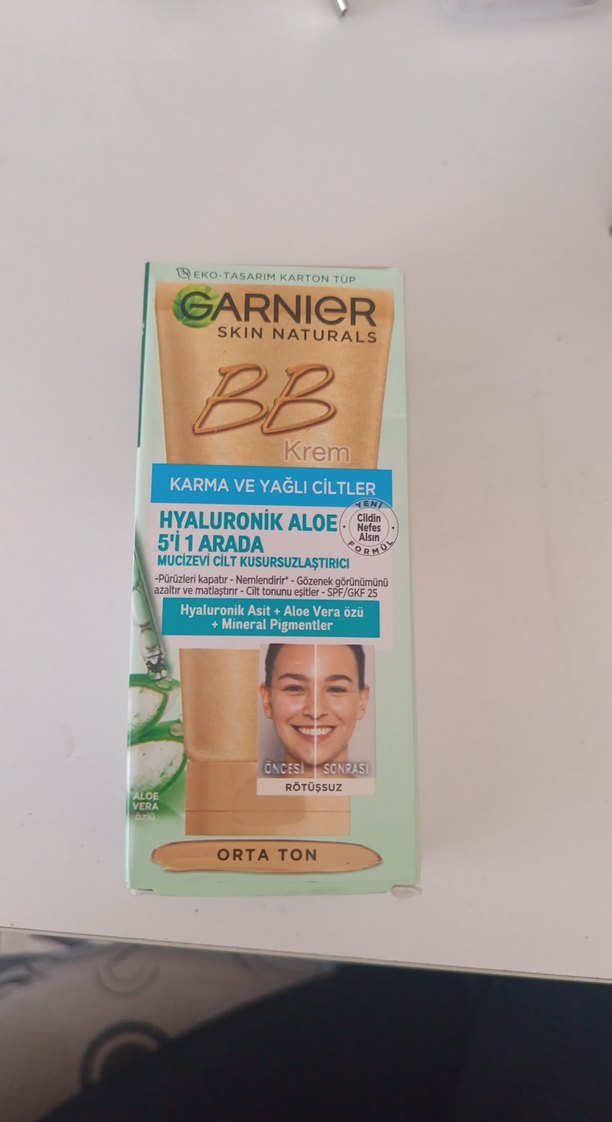 EKO-TASARIM KARTON TÜP
GARNIER
SKIN NATURALS
BB
Krem
KARMA VE YAĞLI CİLTLER
HYALURONİK ALOE
5'İ 1 ARADA
MUCİZEVİ CİLT KUSURSUZLAŞTIRICI
YENİ
Cildin
Nefes
Alsın
FORMÜL
-Pürüzleri kapatır - Nemlendirir* - Gözenek görünümünü
azaltır ve matlaştırır - Cilt tonunu eşitler - SPF/GKF 25
Hyaluronik Asit + Aloe Vera özü
+ Mineral Pigmentler
ÖNCESİ SONRASI
RÖTÜŞSUZ
ALOE
VERA
özlü
ORTA TON